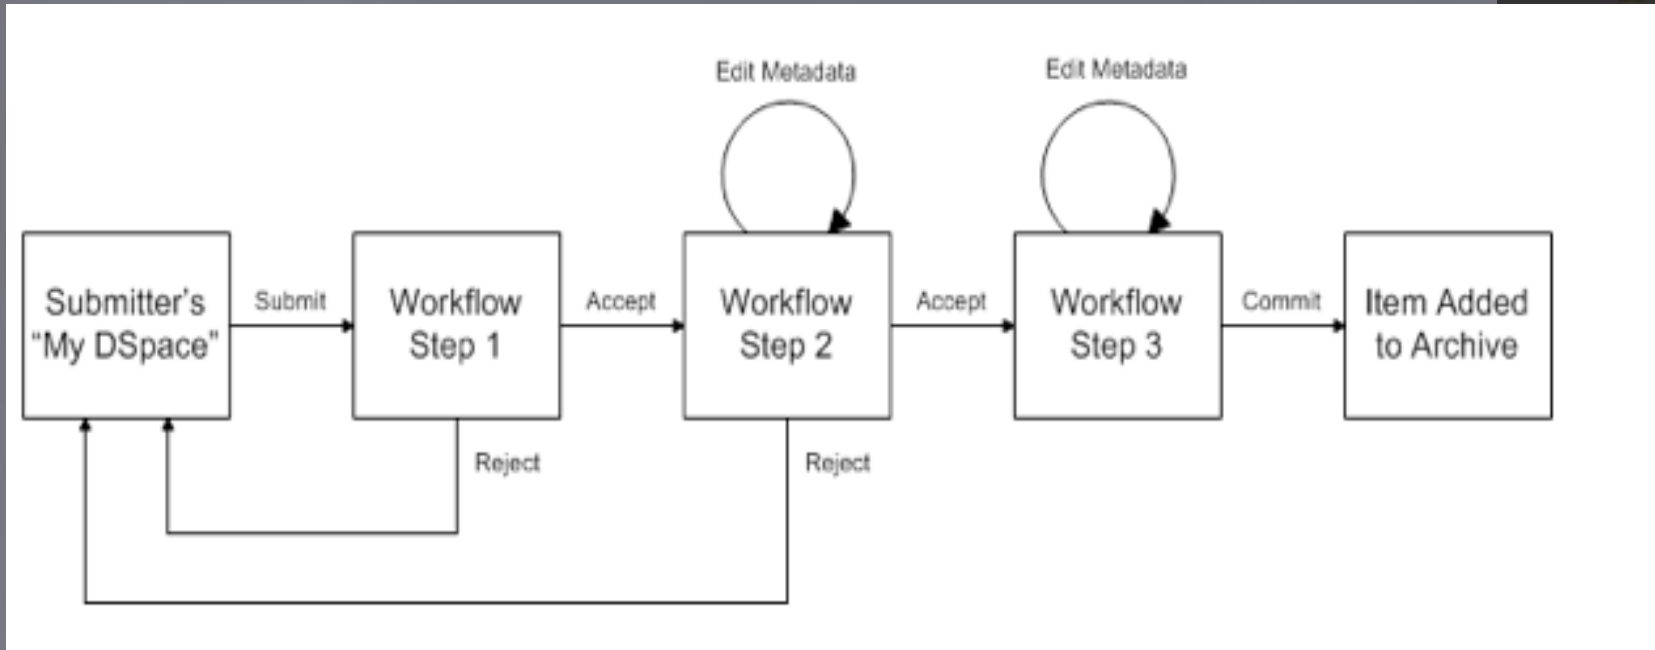 Edit Metadata
Edit Metadata
Submitter’s
“My DSpace”
Submit
Workflow
Step 1
Accept
Workflow
Step 2
Accept
Workflow
Step 3
Commit
Item Added
to Archive
Reject
Reject